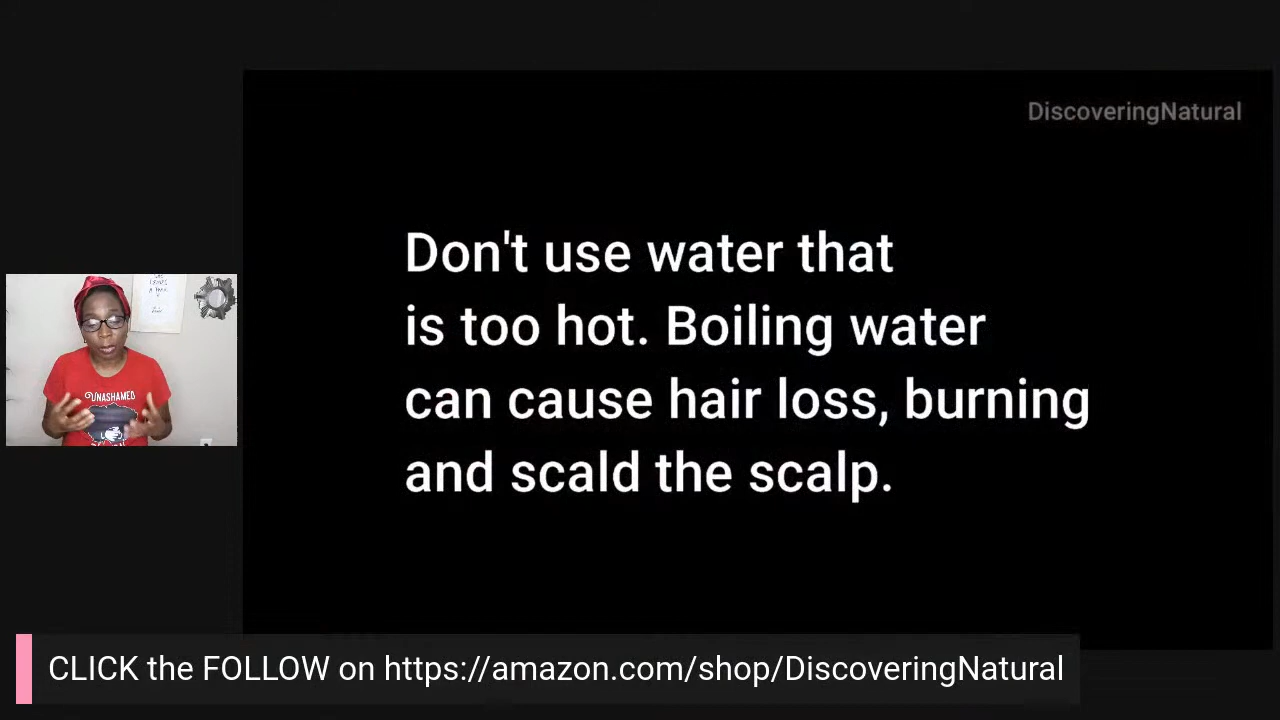 DiscoveringNatural
Don't use water that
is too hot. Boiling water
can cause hair loss, burning
and scald the scalp.
UNASHAMED
CLICK the FOLLOW on https://amazon.com/shop/DiscoveringNatural